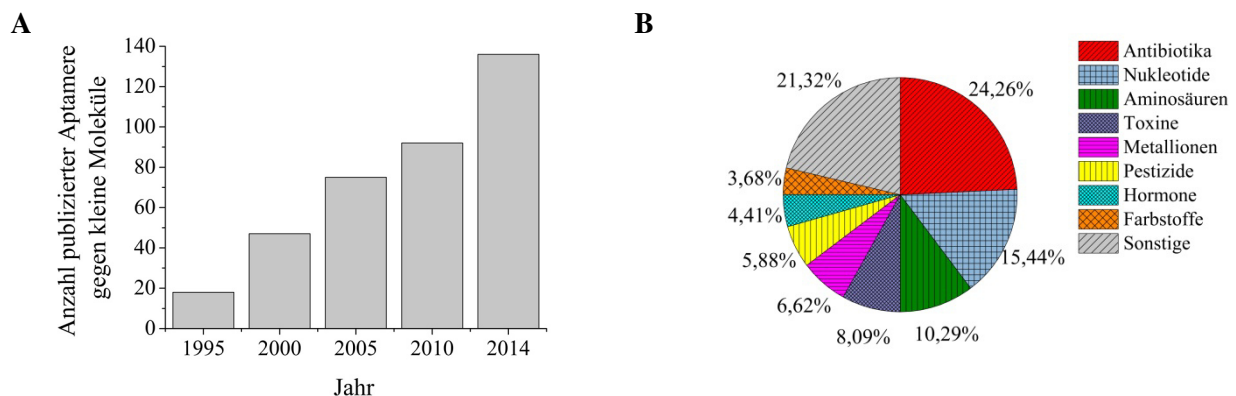 A
Anzahl publizierter Aptamere
gegen kleine Moleküle
140
120
100
80
60
40
20
0
1995 2000 2005 2010 2014
Jahr
B
21,32%
24,26%
3,68%
4,41%
5,88%
6,62%
8,09%
10,29%
15,44%
Antibiotika
Nukleotide
Aminosäuren
Toxine
Metallionen
Pestizide
Hormone
Farbstoffe
Sonstige